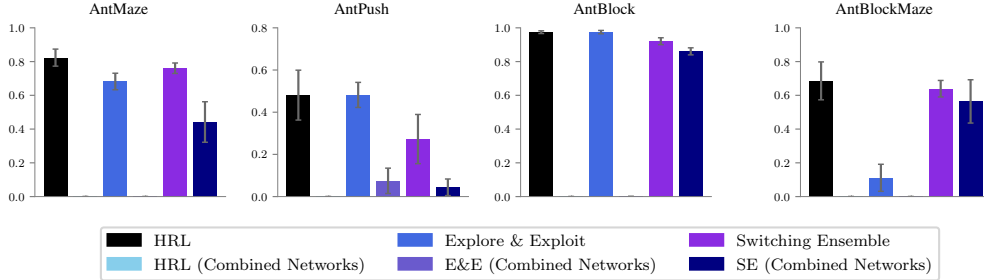 AntMaze AntPush AntBlock AntBlockMaze
1.0 0.8 1.0 1.0
0.8 0.6 0.8 0.8
0.6 0.4 0.6 0.6
0.4 0.2 0.4 0.4
0.2 0.2 0.2
0.0 0.0 0.0 0.0
HRL Explore & Exploit Switching Ensemble
HRL (Combined Networks) E&E (Combined Networks) SE (Combined Networks)